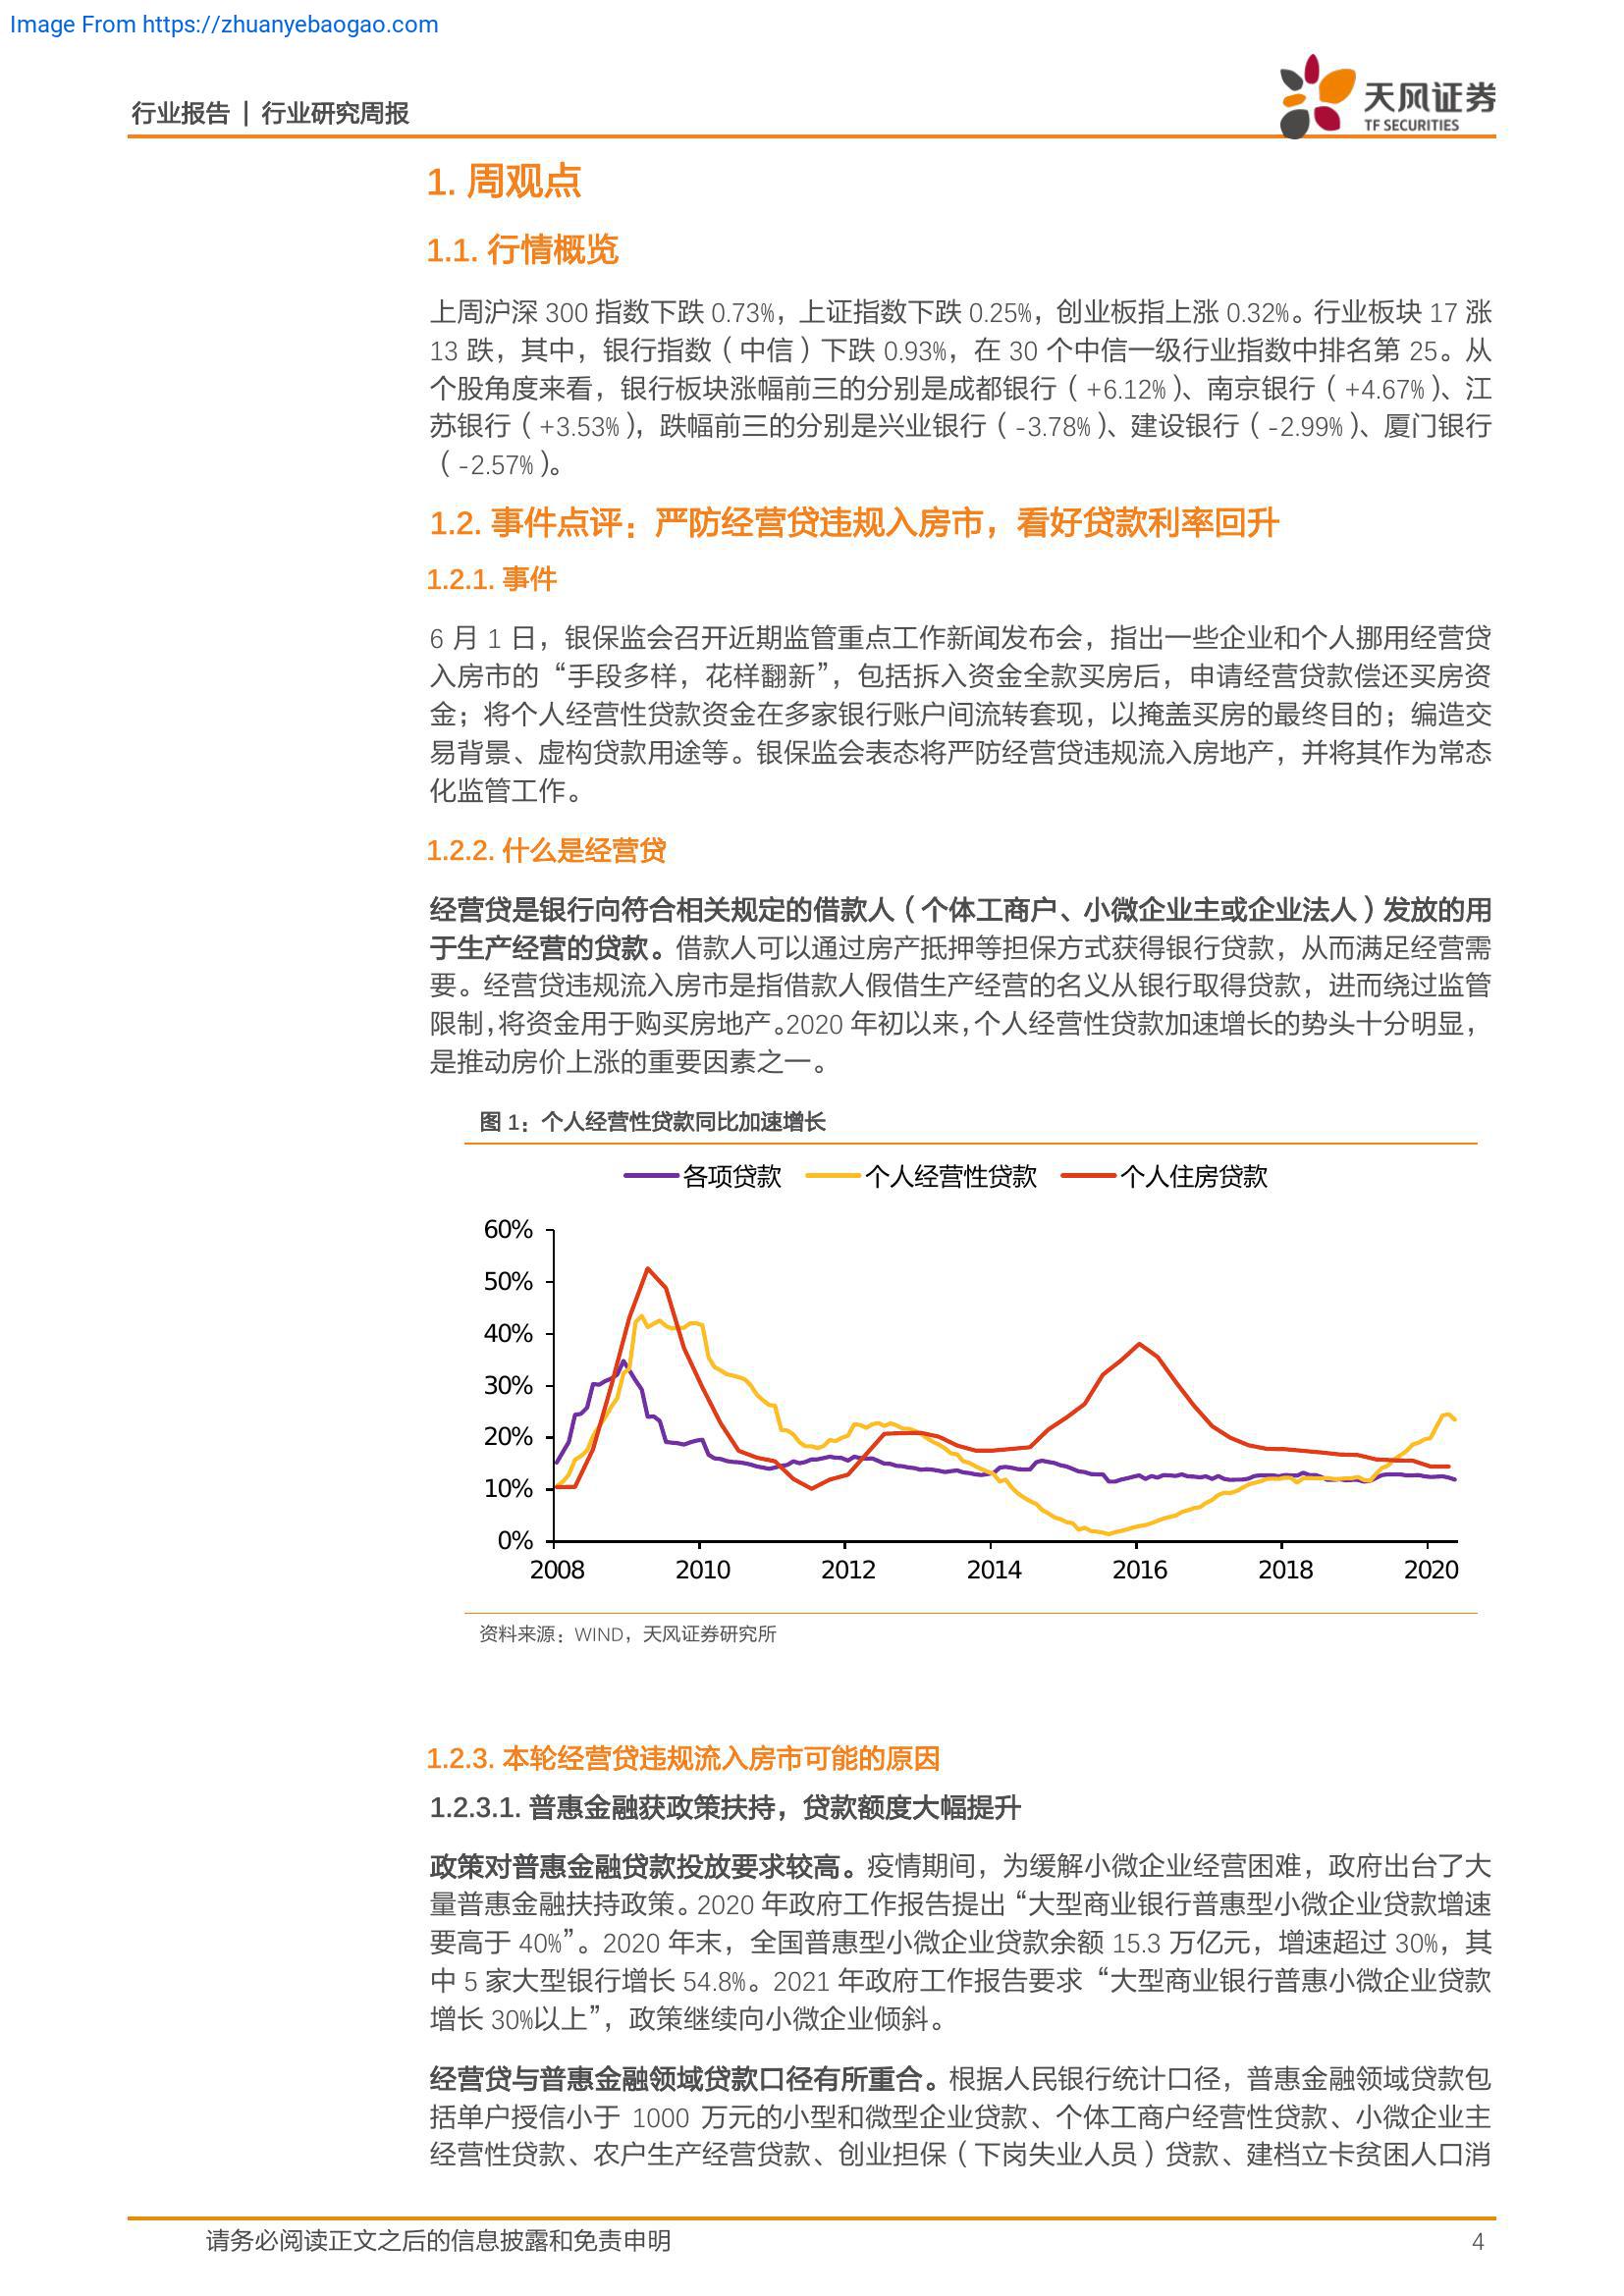 Image From https://zhuanyebaogao.com
行业报告 | 行业研究周报
天风证券
TF SECURITIES
1. 周观点
1.1. 行情概览
上周沪深 300 指数下跌 0.73%，上证指数下跌 0.25%，创业板指上涨 0.32%。行业板块 17 涨
13 跌，其中，银行指数（中信）下跌 0.93%，在 30 个中信一级行业指数中排名第 25。从
个股角度来看，银行板块涨幅前三的分别是成都银行（+6.12%）、南京银行（+4.67%）、江
苏银行（+3.53%），跌幅前三的分别是兴业银行（-3.78%）、建设银行（-2.99%）、厦门银行
（-2.57%）。
1.2. 事件点评：严防经营贷违规入房市，看好贷款利率回升
1.2.1. 事件
6 月 1 日，银保监会召开近期监管重点工作新闻发布会，指出一些企业和个人挪用经营贷
入房市的“手段多样，花样翻新”，包括拆入资金全款买房后，申请经营贷款偿还买房资
金；将个人经营性贷款资金在多家银行账户间流转套现，以掩盖买房的最终目的；编造交
易背景、虚构贷款用途等。银保监会表态将严防经营贷违规流入房地产，并将其作为常态
化监管工作。
1.2.2. 什么是经营贷
经营贷是银行向符合相关规定的借款人（个体工商户、小微企业主或企业法人）发放的用
于生产经营的贷款。借款人可以通过房产抵押等担保方式获得银行贷款，从而满足经营需
要。经营贷违规流入房市是指借款人假借生产经营的名义从银行取得贷款，进而绕过监管
限制，将资金用于购买房地产。2020 年初以来，个人经营性贷款加速增长的势头十分明显，
是推动房价上涨的重要因素之一。
图 1：个人经营性贷款同比加速增长
各项贷款 个人经营性贷款 个人住房贷款
60%
50%
40%
30%
20%
10%
0%
2008 2010 2012 2014 2016 2018 2020
资料来源：WIND，天风证券研究所
1.2.3. 本轮经营贷违规流入房市可能的原因
1.2.3.1. 普惠金融获政策扶持，贷款额度大幅提升
政策对普惠金融贷款投放要求较高。疫情期间，为缓解小微企业经营困难，政府出台了大
量普惠金融扶持政策。2020 年政府工作报告提出“大型商业银行普惠型小微企业贷款增速
要高于 40%”。2020 年末，全国普惠型小微企业贷款余额 15.3 万亿元，增速超过 30%，其
中 5 家大型银行增长 54.8%。2021 年政府工作报告要求“大型商业银行普惠小微企业贷款
增长 30%以上”，政策继续向小微企业倾斜。
经营贷与普惠金融领域贷款口径有所重合。根据人民银行统计口径，普惠金融领域贷款包
括单户授信小于 1000 万元的小型和微型企业贷款、个体工商户经营性贷款、小微企业主
经营性贷款、农户生产经营贷款、创业担保（下岗失业人员）贷款、建档立卡贫困人口消
请务必阅读正文之后的信息披露和免责申明
4